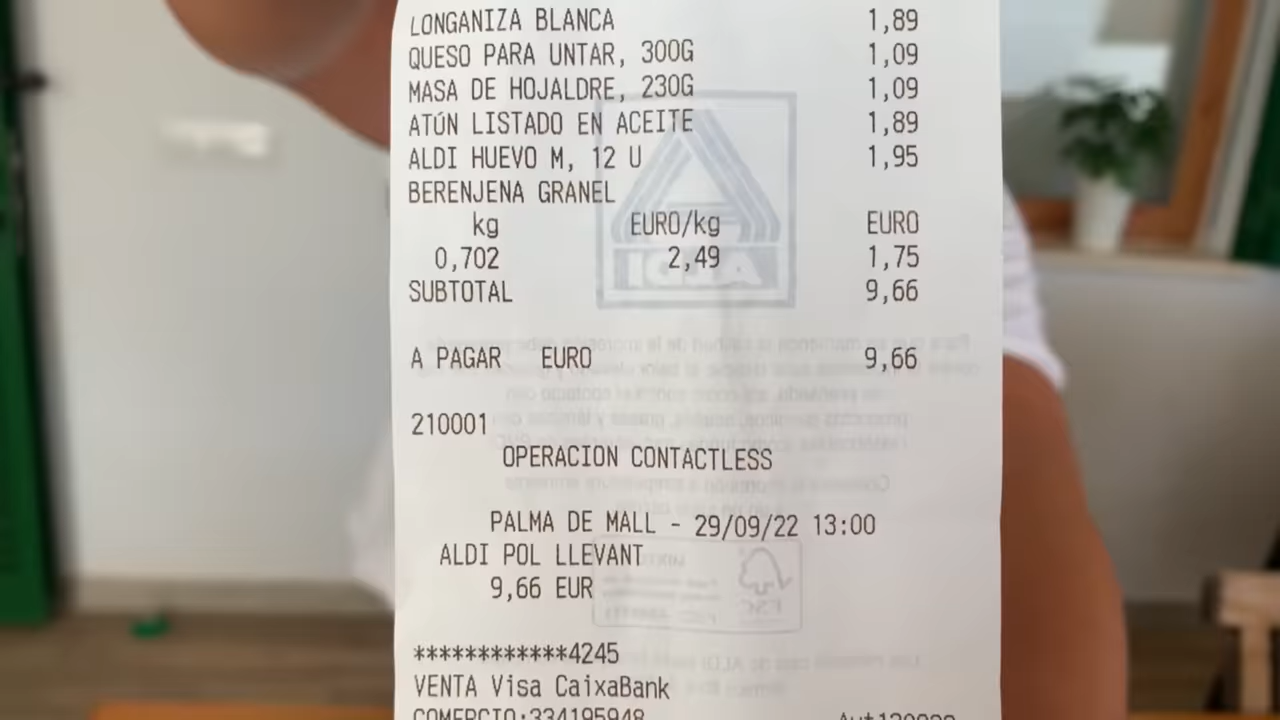 LONGANIZA BLANCA 1,89
QUESO PARA UNTAR, 300G 1,09
MASA DE HOJALDRE, 230G 1,09
ATÚN LISTADO EN ACEITE 1,89
ALDI HUEVO M, 12 U 1,95
BERENJENA GRANEL
kg EURO/kg EURO
0,702 2,49 1,75
SUBTOTAL 9,66
A PAGAR EURO 9,66
210001
OPERACION CONTACTLESS
PALMA DE MALL - 29/09/22 13:00
ALDI POL LLEVANT
9,66 EUR
************4245
VENTA Visa CaixaBank
COMERCIO:334195948